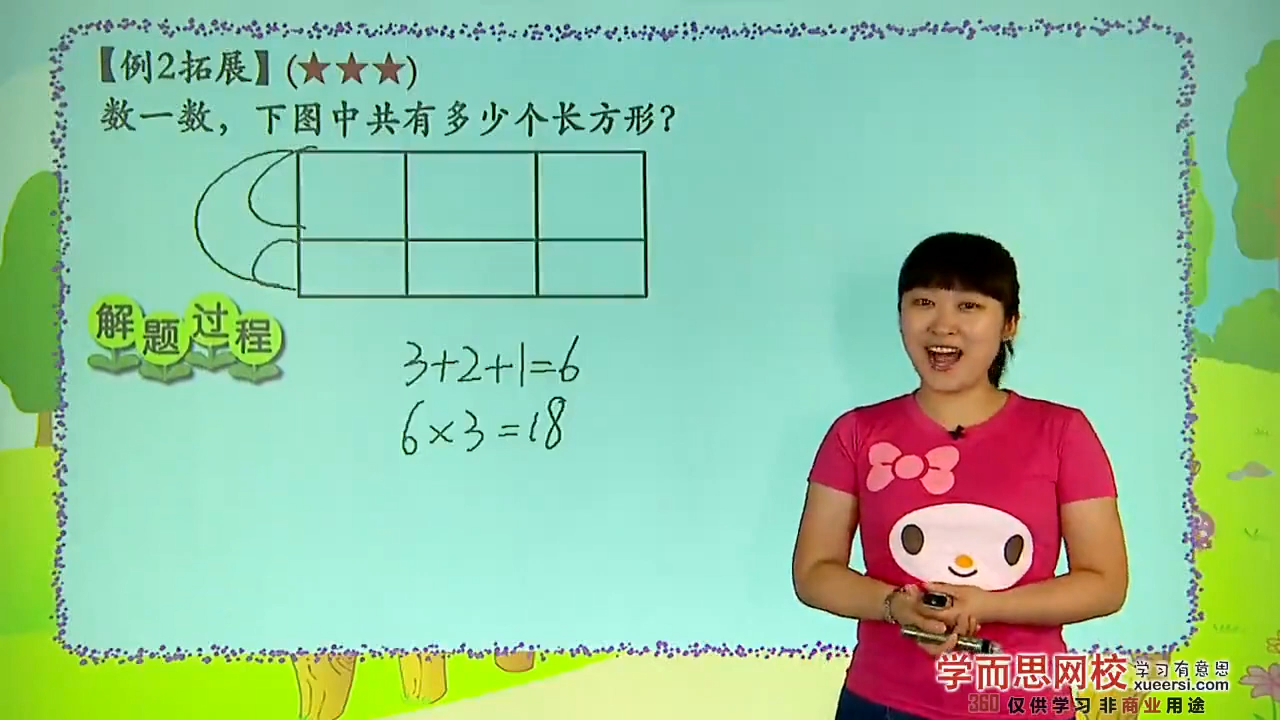 【例2拓展】(★★★)
数一数，下图中共有多少个长方形？
解题过程
3+2+1=6
6×3=18
学而思网校 学习有意思
xueersi.com
360 仅供学习 非商业用途